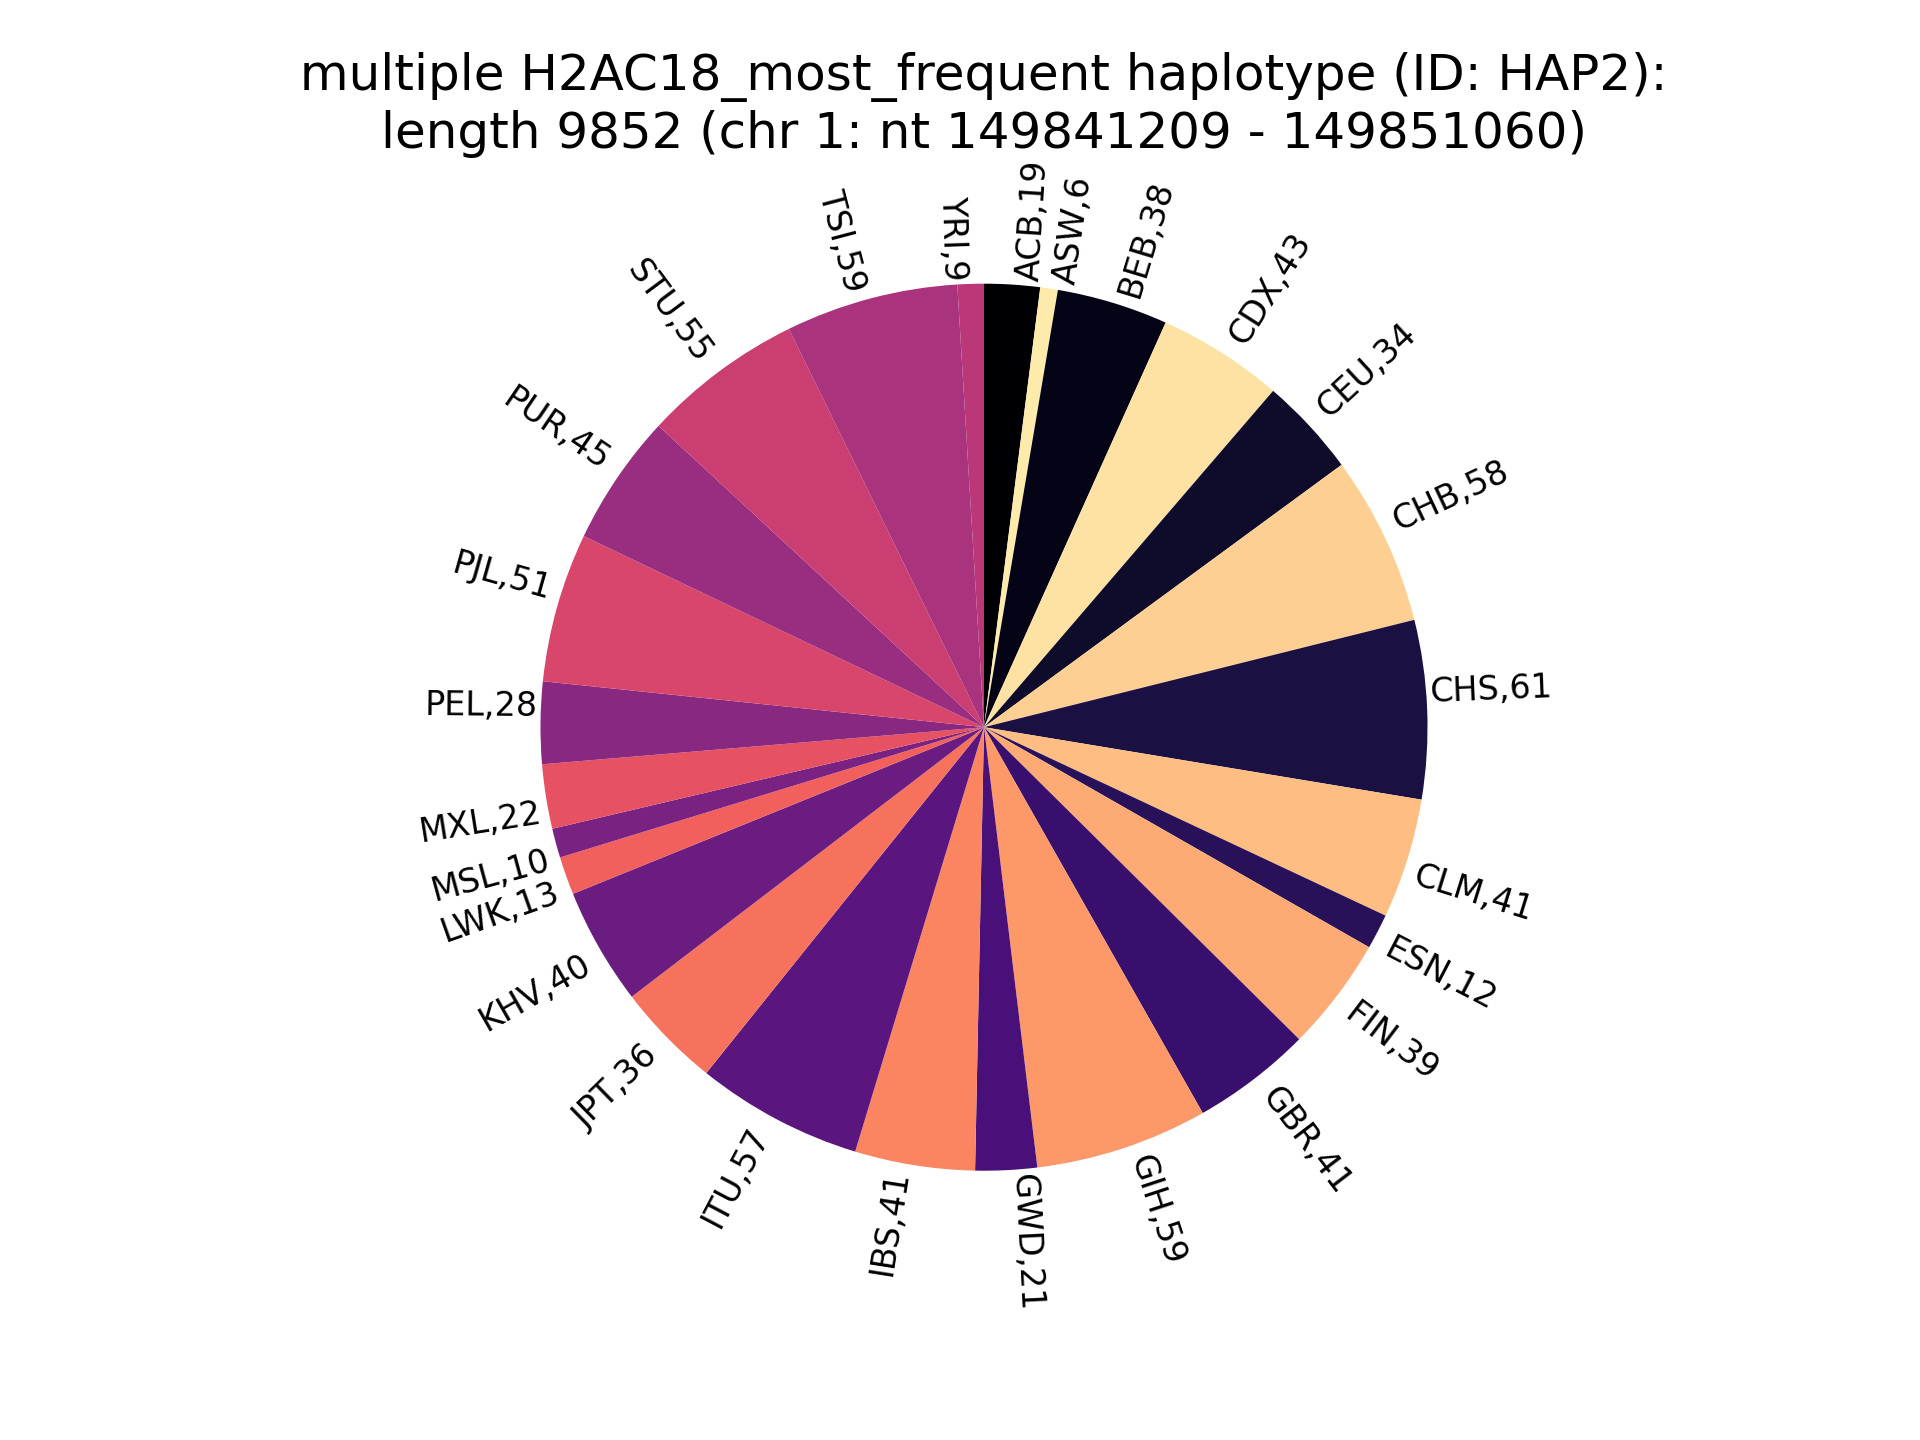 multiple H2AC18_most_frequent haplotype (ID: HAP2):
length 9852 (chr 1: nt 149841209 - 149851060)
ACB,19
ASW,6
BEB,38
CDX,43
CEU,34
CHB,58
CHS,61
CLM,41
ESN,12
FIN,39
GBR,41
GIH,59
GWD,21
IBS,41
ITU,57
JPT,36
KHV,40
LWK,13
MSL,10
MXL,22
PEL,28
PJL,51
PUR,45
STU,55
TSI,59
YRI,9